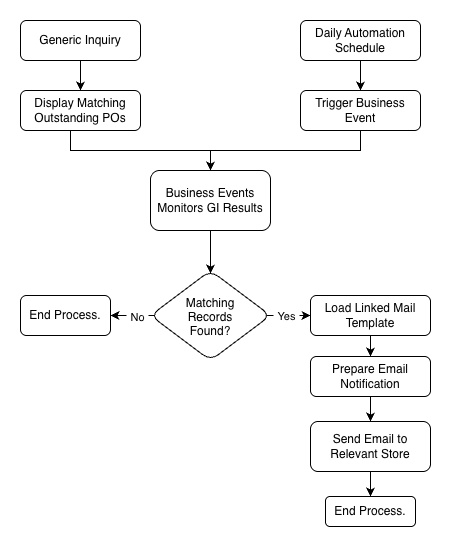 Generic Inquiry
Daily Automation
Schedule
Display Matching
Outstanding POs
Trigger Business
Event
Business Events
Monitors GI Results
End Process.
No
Matching
Records
Found?
Yes
Load Linked Mail
Template
Prepare Email
Notification
Send Email to
Relevant Store
End Process.